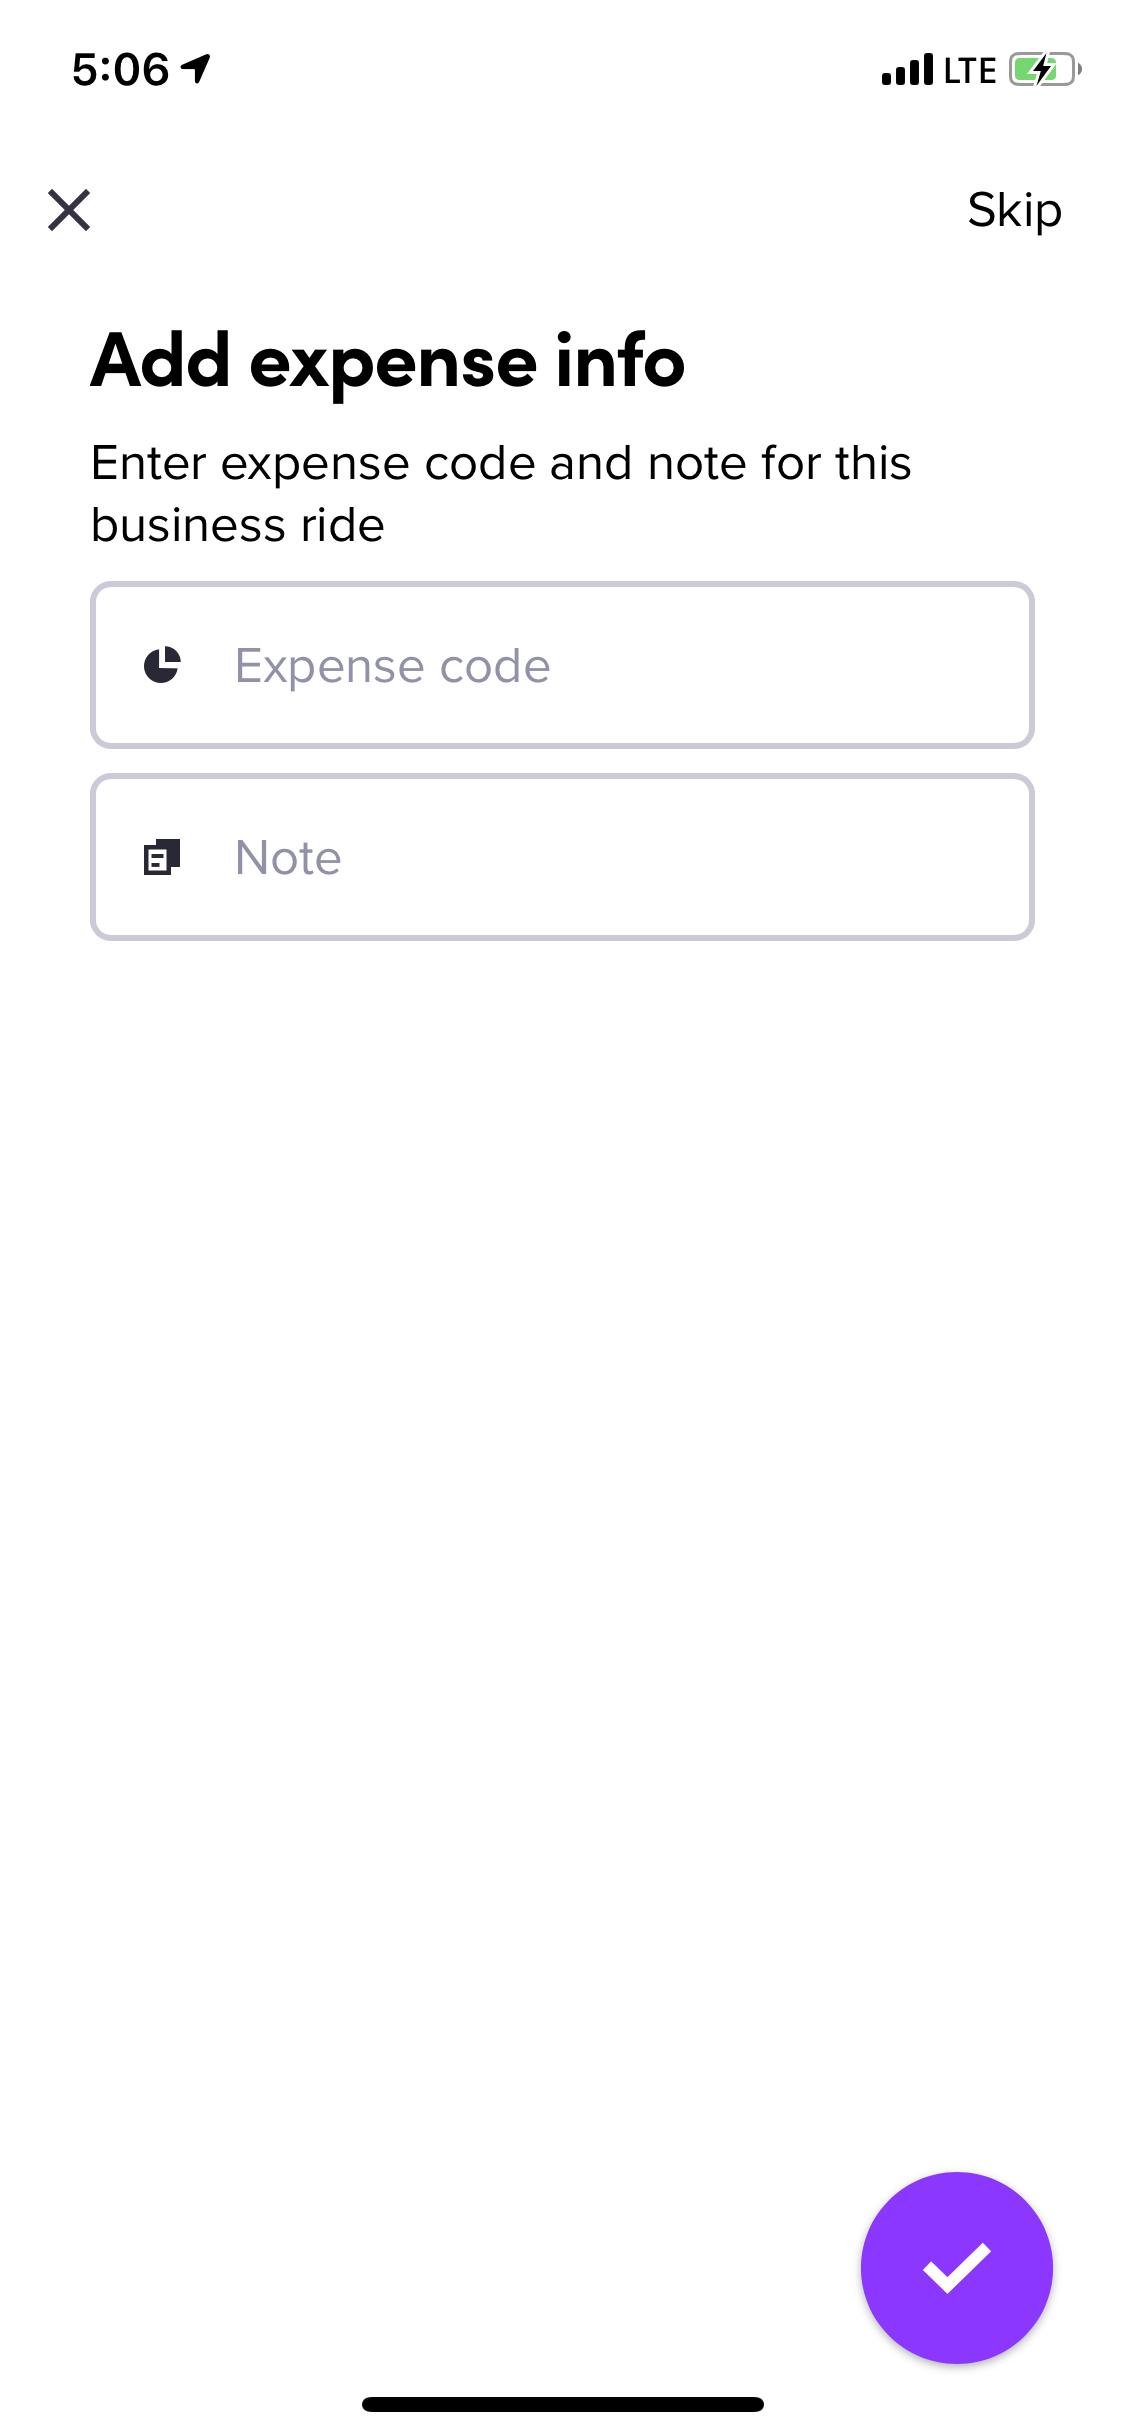 5:06 LTE
Skip
Add expense info
Enter expense code and note for this
business ride
Expense code
Note